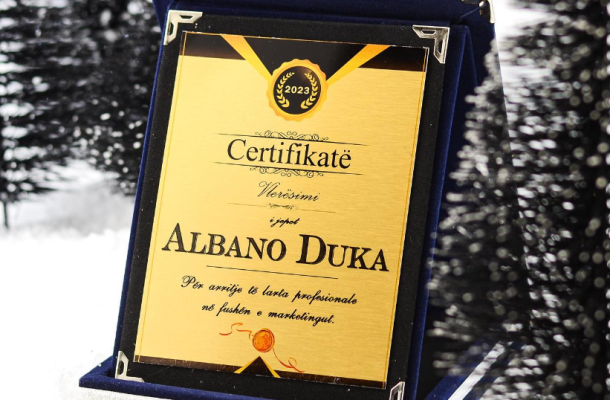 2023
Certifikatë
Vlerësimi
i jepet
ALBANO DUKA
Për arritje të larta profesionale
në fushën e marketingut.